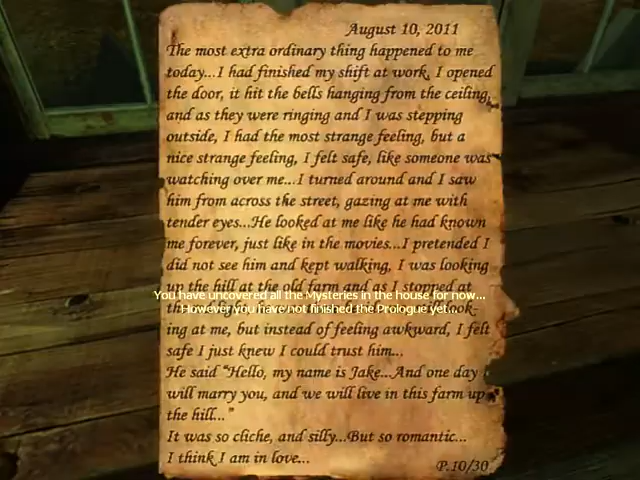 August 10, 2011
The most extra ordinary thing happened to me
today...I had finished my shift at work, I opened
the door, it hit the bells hanging from the ceiling,
and as they were ringing and I was stepping
outside, I had the most strange feeling, but a
nice strange feeling, I felt safe, like someone was
watching over me...I turned around and I saw
him from across the street, gazing at me with
tender eyes...He looked at me like he had known
me forever, just like in the movies...I pretended I
did not see him and kept walking, I was looking
up the hill at the old farm and as I stopped at
You have uncovered all the Mysteries in the house for now...
However you have not finished the Prologue yet...
look-
ing at me, but instead of feeling awkward, I felt
safe I just knew I could trust him...
He said "Hello, my name is Jake...And one day I
will marry you, and we will live in this farm up
the hill..."
It was so cliche, and silly...But so romantic...
I think I am in love...
P.10/30